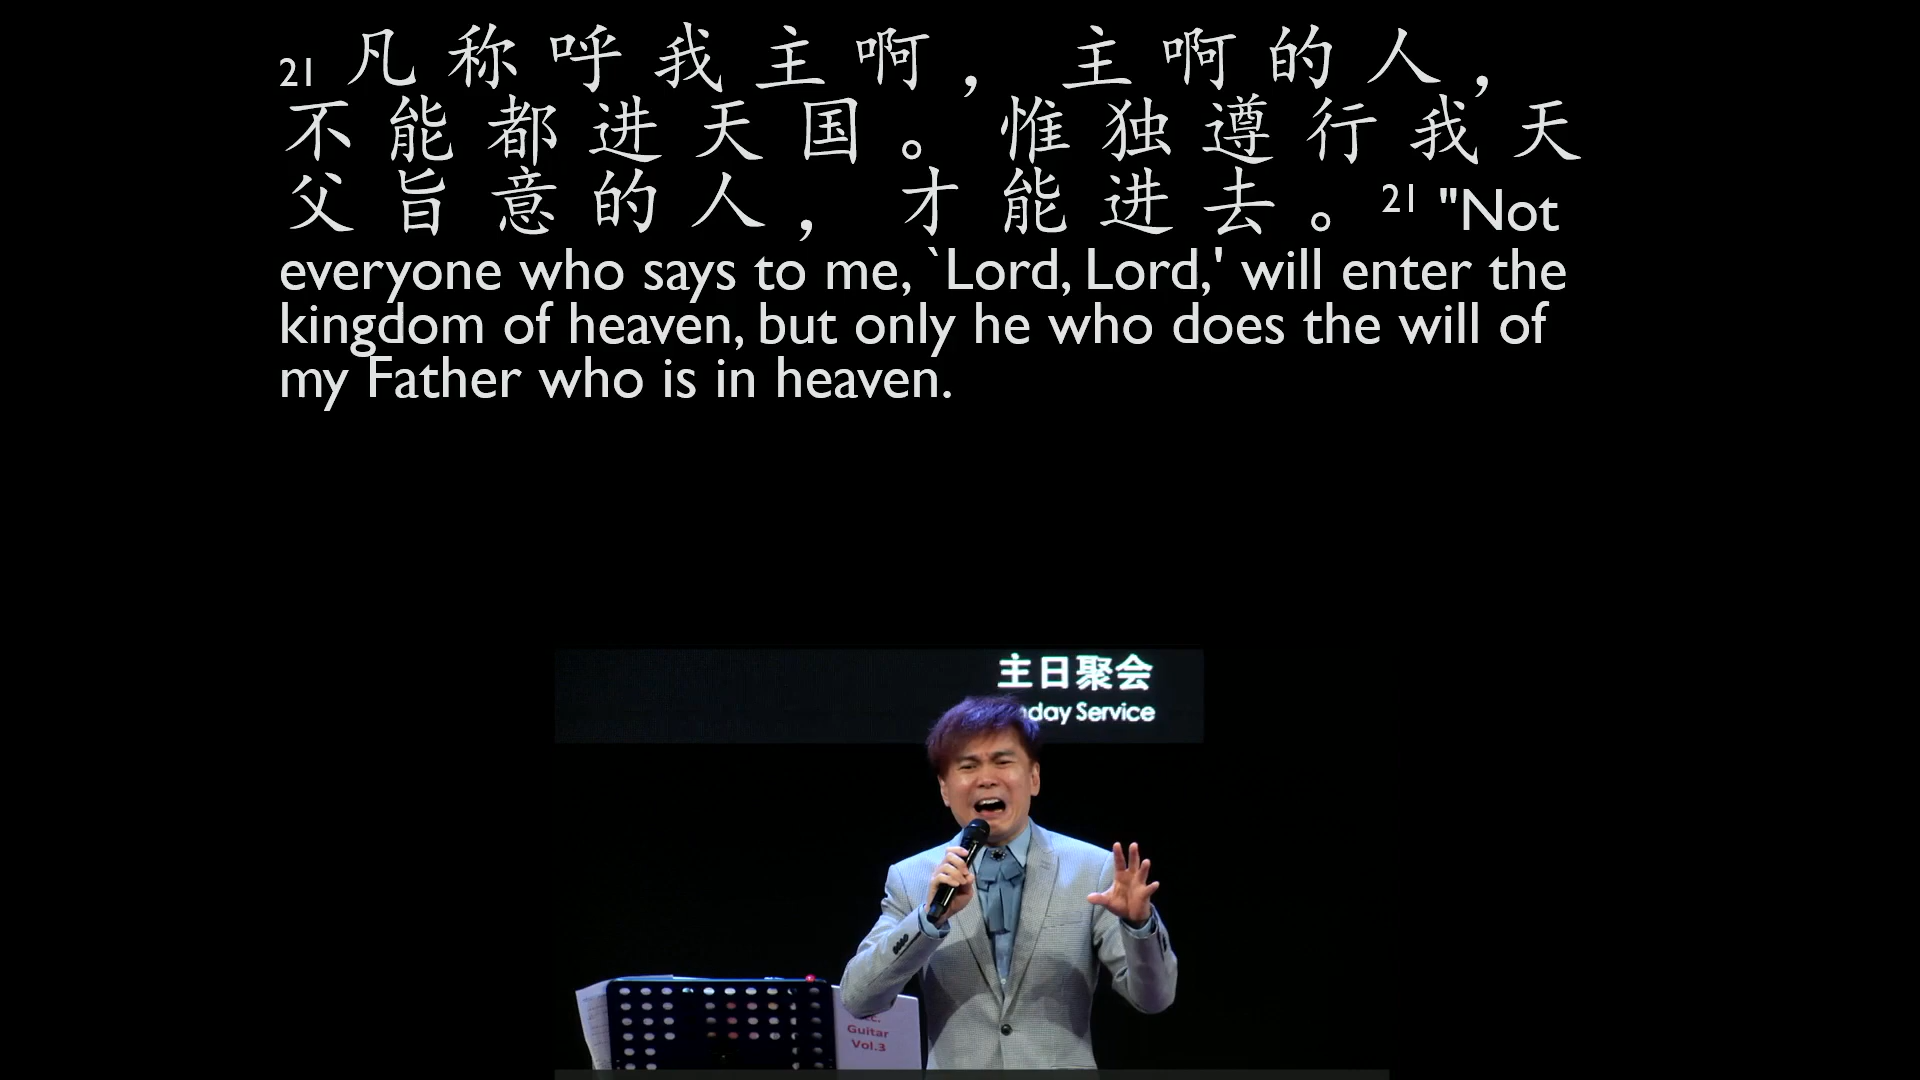 21 凡称呼我主啊，主啊的人，
不能都进天国。惟独遵行我天
父旨意的人，才能进去。21 "Not
everyone who says to me, `Lord, Lord,' will enter the
kingdom of heaven, but only he who does the will of
my Father who is in heaven.
主日聚会
nday Service
Guitar
Vol.3